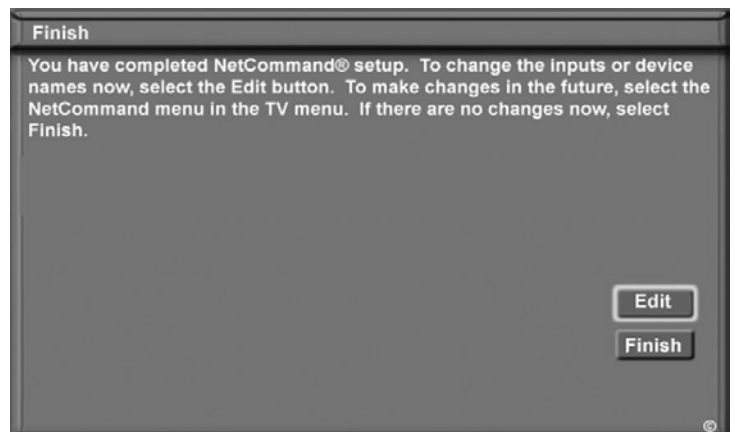 Finish
You have completed NetCommand® setup. To change the inputs or device
names now, select the Edit button. To make changes in the future, select the
NetCommand menu in the TV menu. If there are no changes now, select
Finish.
Edit
Finish
©